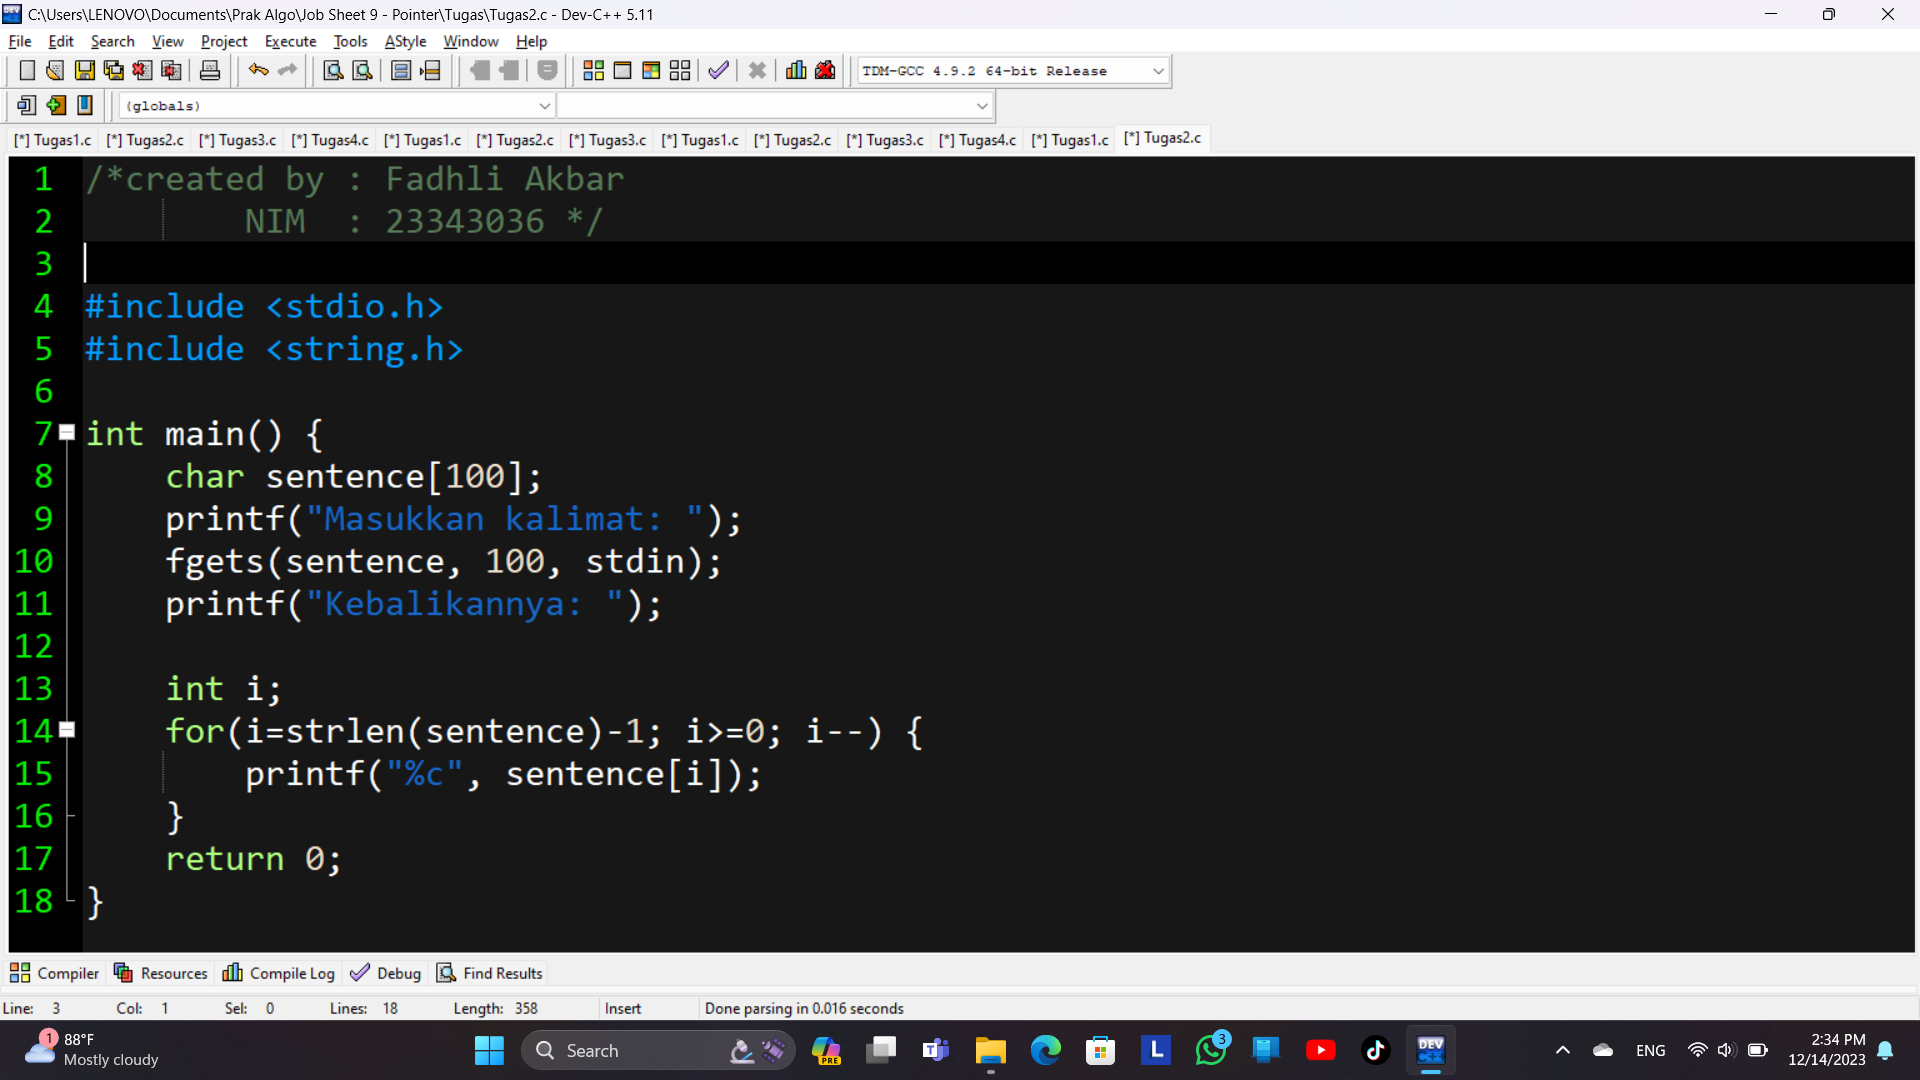 C:\Users\LENOVO\Documents\Prak Algo\Job Sheet 9 - Pointer\Tugas\Tugas2.c - Dev-C++ 5.11
File Edit Search View Project Execute Tools AStyle Window Help
TDM-GCC 4.9.2 64-bit Release
(globals)
[*] Tugas1.c [*] Tugas2.c [*] Tugas3.c [*] Tugas4.c [*] Tugas1.c [*] Tugas2.c [*] Tugas3.c [*] Tugas1.c [*] Tugas2.c [*] Tugas3.c [*] Tugas4.c [*] Tugas1.c [*] Tugas2.c
1 /*created by : Fadhli Akbar
2         NIM  : 23343036 */
3
4 #include <stdio.h>
5 #include <string.h>
6
7 int main() {
8     char sentence[100];
9     printf("Masukkan kalimat: ");
10     fgets(sentence, 100, stdin);
11     printf("Kebalikannya: ");
12
13     int i;
14     for(i=strlen(sentence)-1; i>=0; i--) {
15         printf("%c", sentence[i]);
16     }
17     return 0;
18 }
Compiler Resources Compile Log Debug Find Results
Line: 3 Col: 1 Sel: 0 Lines: 18 Length: 358 Insert Done parsing in 0.016 seconds
1 88°F
Mostly cloudy
Search
PRE
T
L
3
DEV
C++
ENG
2:34 PM
12/14/2023